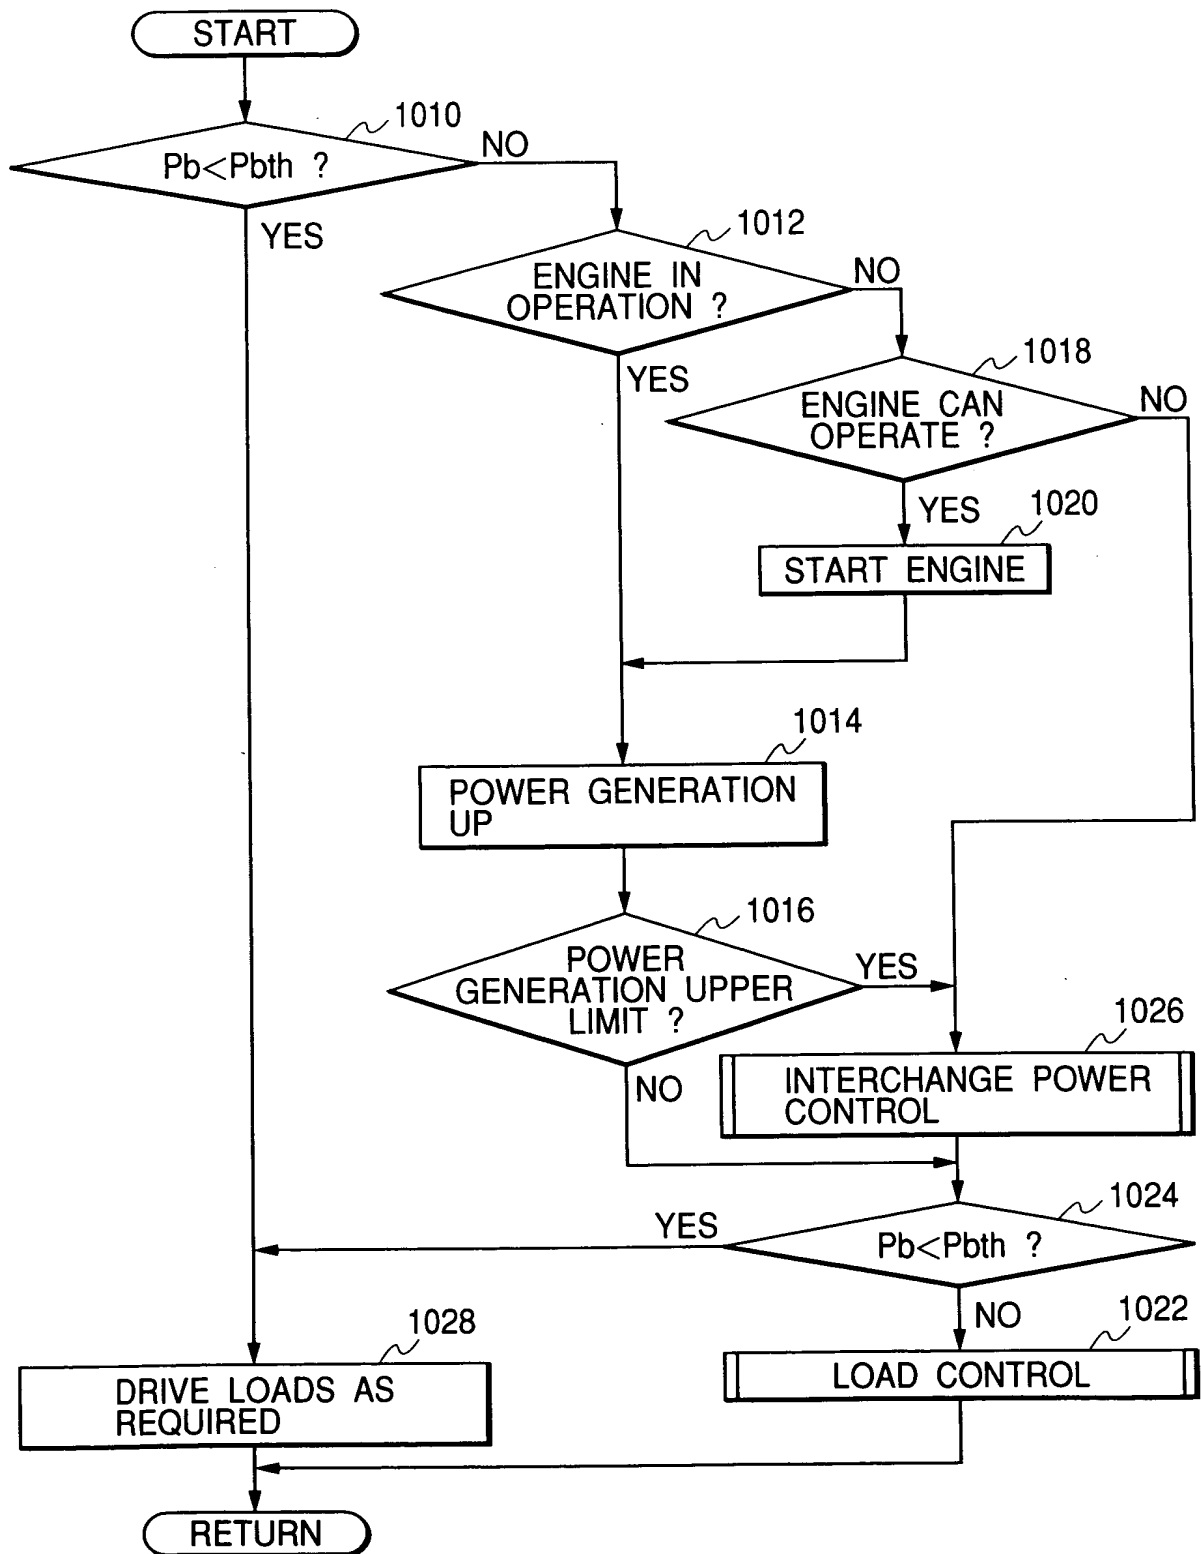 START
1010
Pb<Pbth ?
NO
YES
1012
ENGINE IN
OPERATION ?
NO
YES
1018
ENGINE CAN
OPERATE ?
NO
YES
1020
START ENGINE
1014
POWER GENERATION
UP
1016
POWER
GENERATION UPPER
LIMIT ?
YES
NO
1026
INTERCHANGE POWER
CONTROL
1024
YES
Pb<Pbth ?
NO
1028
1022
DRIVE LOADS AS
REQUIRED
LOAD CONTROL
RETURN